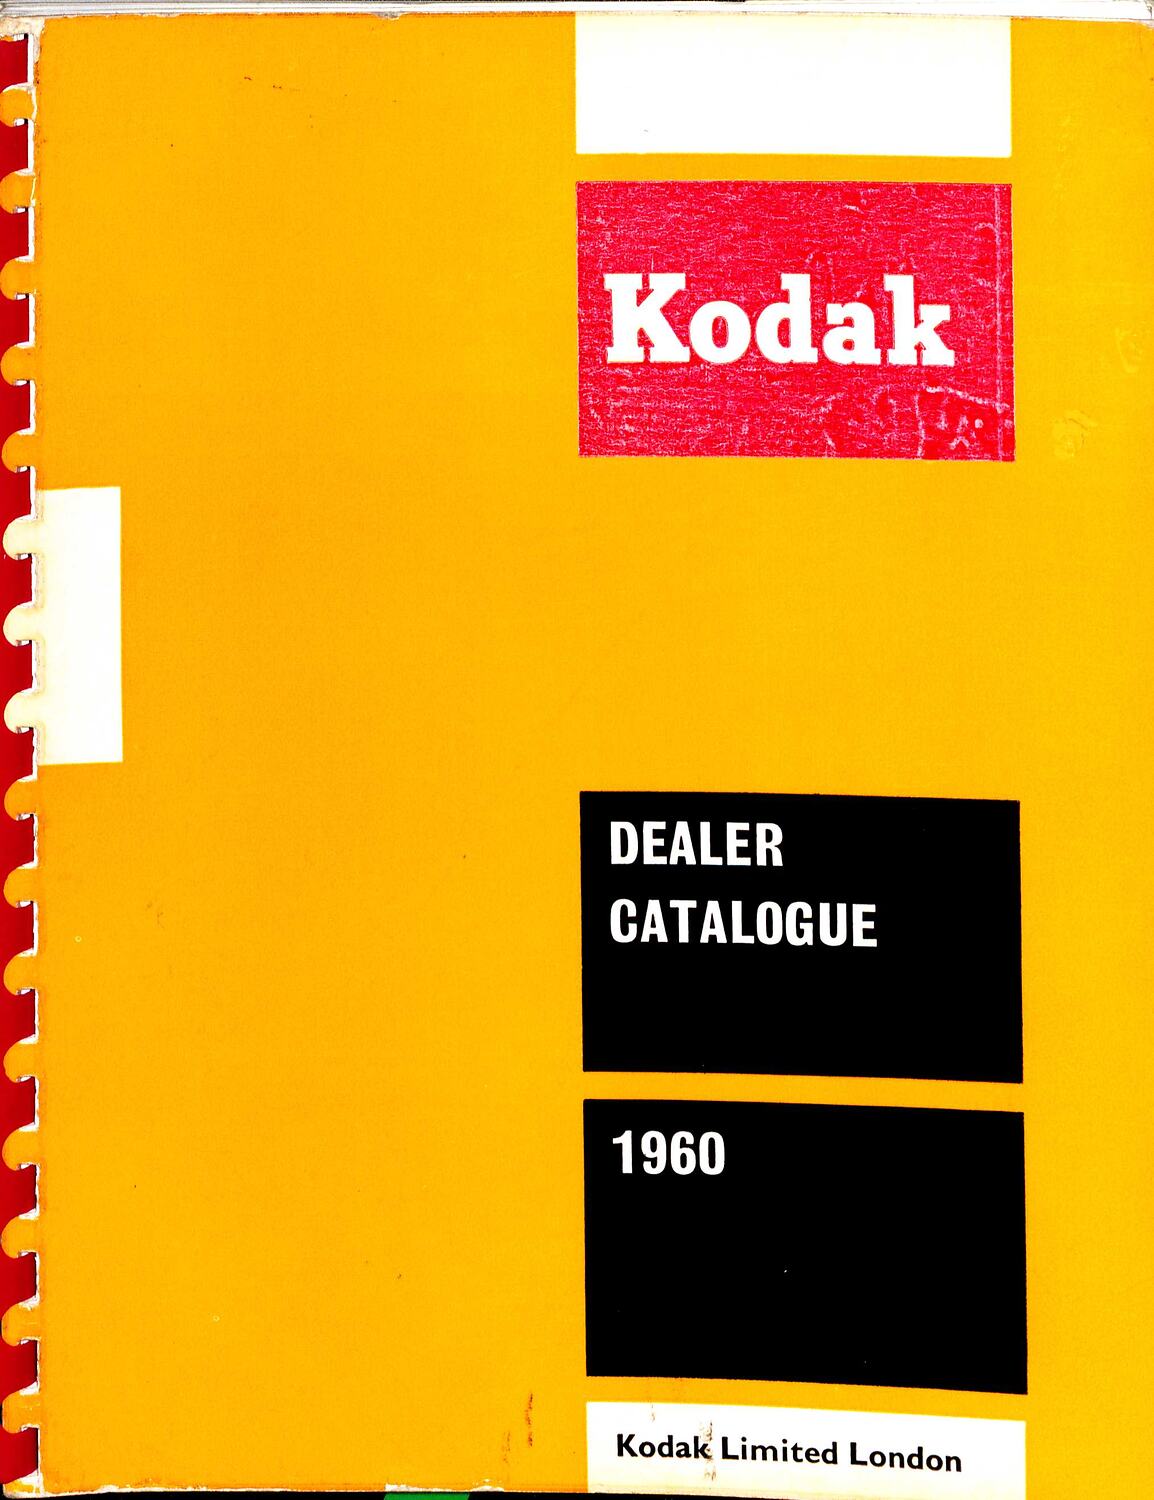 Kodak
DEALER
CATALOGUE
1960
Kodak Limited London